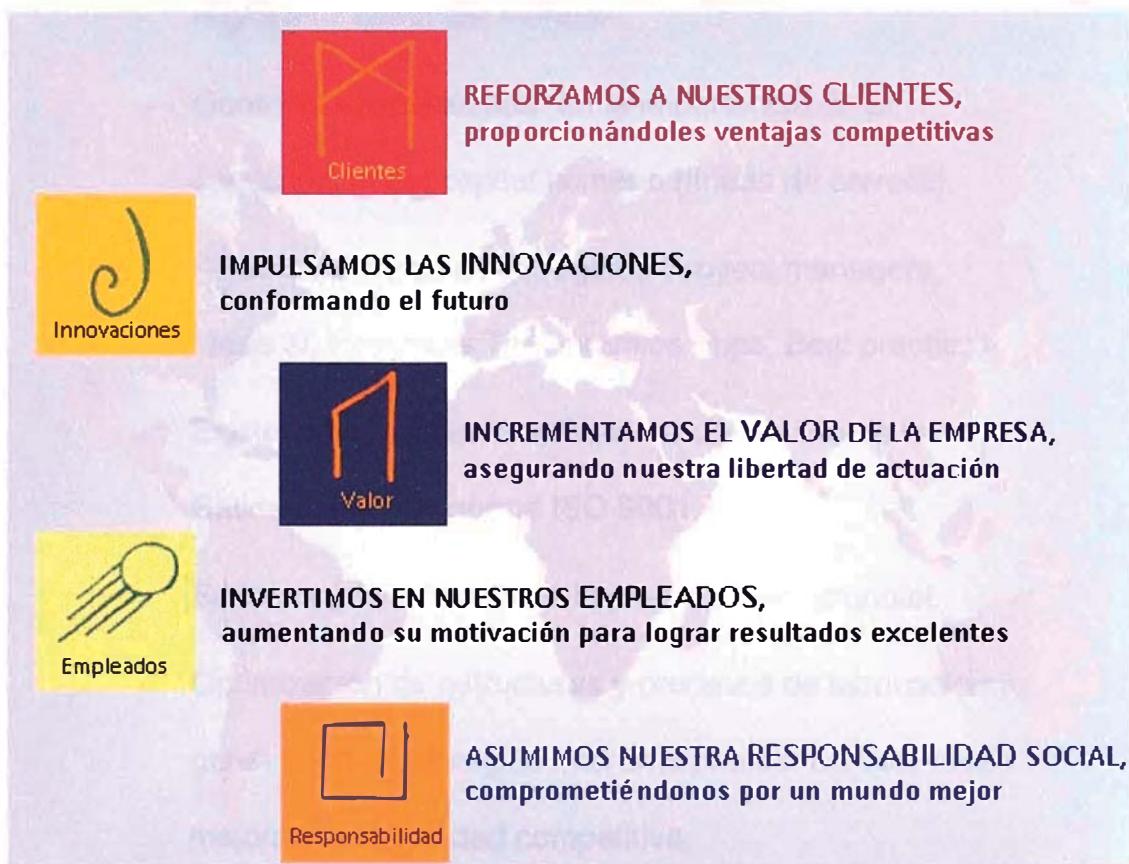 REFORZAMOS A NUESTROS CLIENTES,
proporcionándoles ventajas competitivas
Clientes
IMPULSAMOS LAS INNOVACIONES,
conformando el futuro
Innovaciones
INCREMENTAMOS EL VALOR DE LA EMPRESA,
asegurando nuestra libertad de actuación
Valor
ISO 9001
INVERTIMOS EN NUESTROS EMPLEADOS,
aumentando su motivación para lograr resultados excelentes
Empleados
ASUMIMOS NUESTRA RESPONSABILIDAD SOCIAL,
comprometiéndonos por un mundo mejor
Responsabilidad